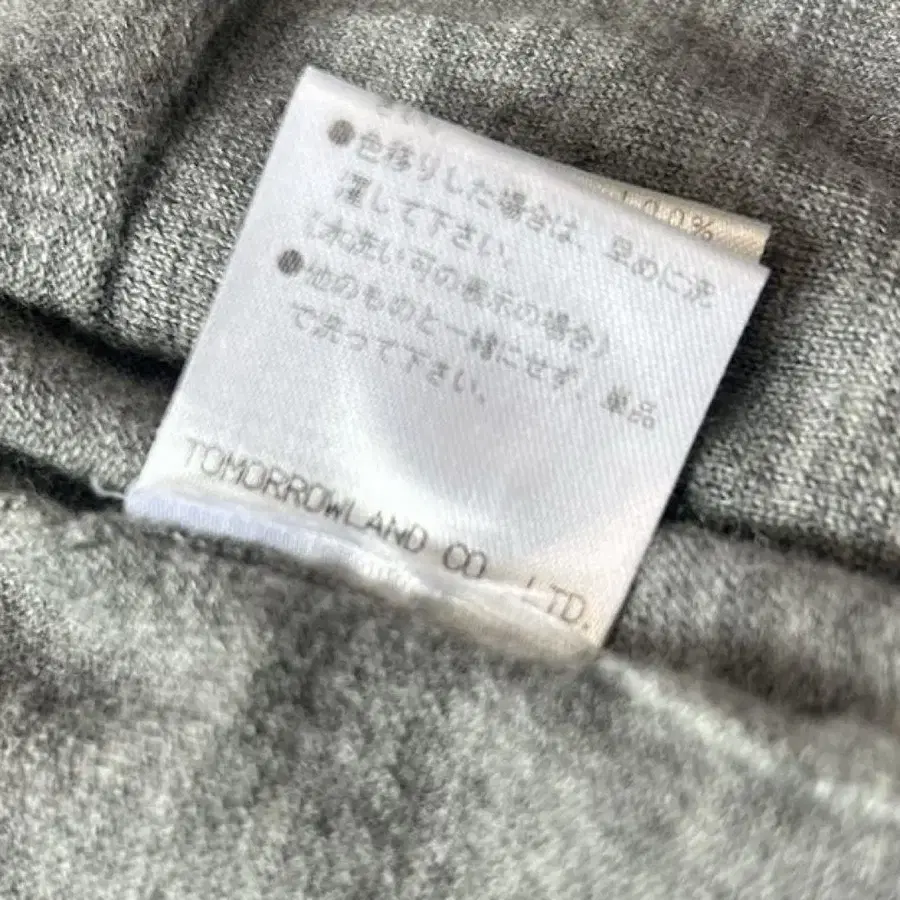 ●色移りした場合は、早めに洗
濯して下さい。
(水洗い可の表示の場合)
●他のものと一緒にせず、単品
で洗って下さい。
TOMORROWLAND CO., LTD.
100%